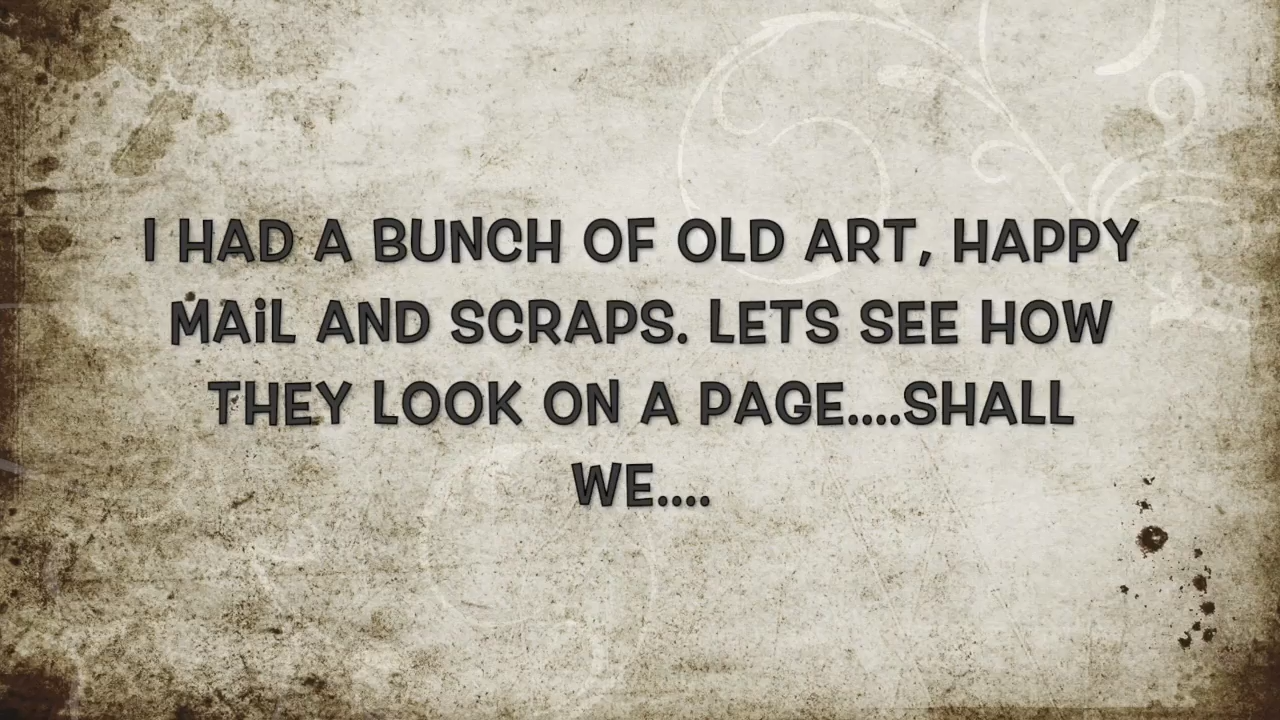 I HAD A BUNCH OF OLD ART, HAPPY
MAiL AND SCRAPS. LETS SEE HOW
THEY LOOK ON A PAGE....SHALL
WE....